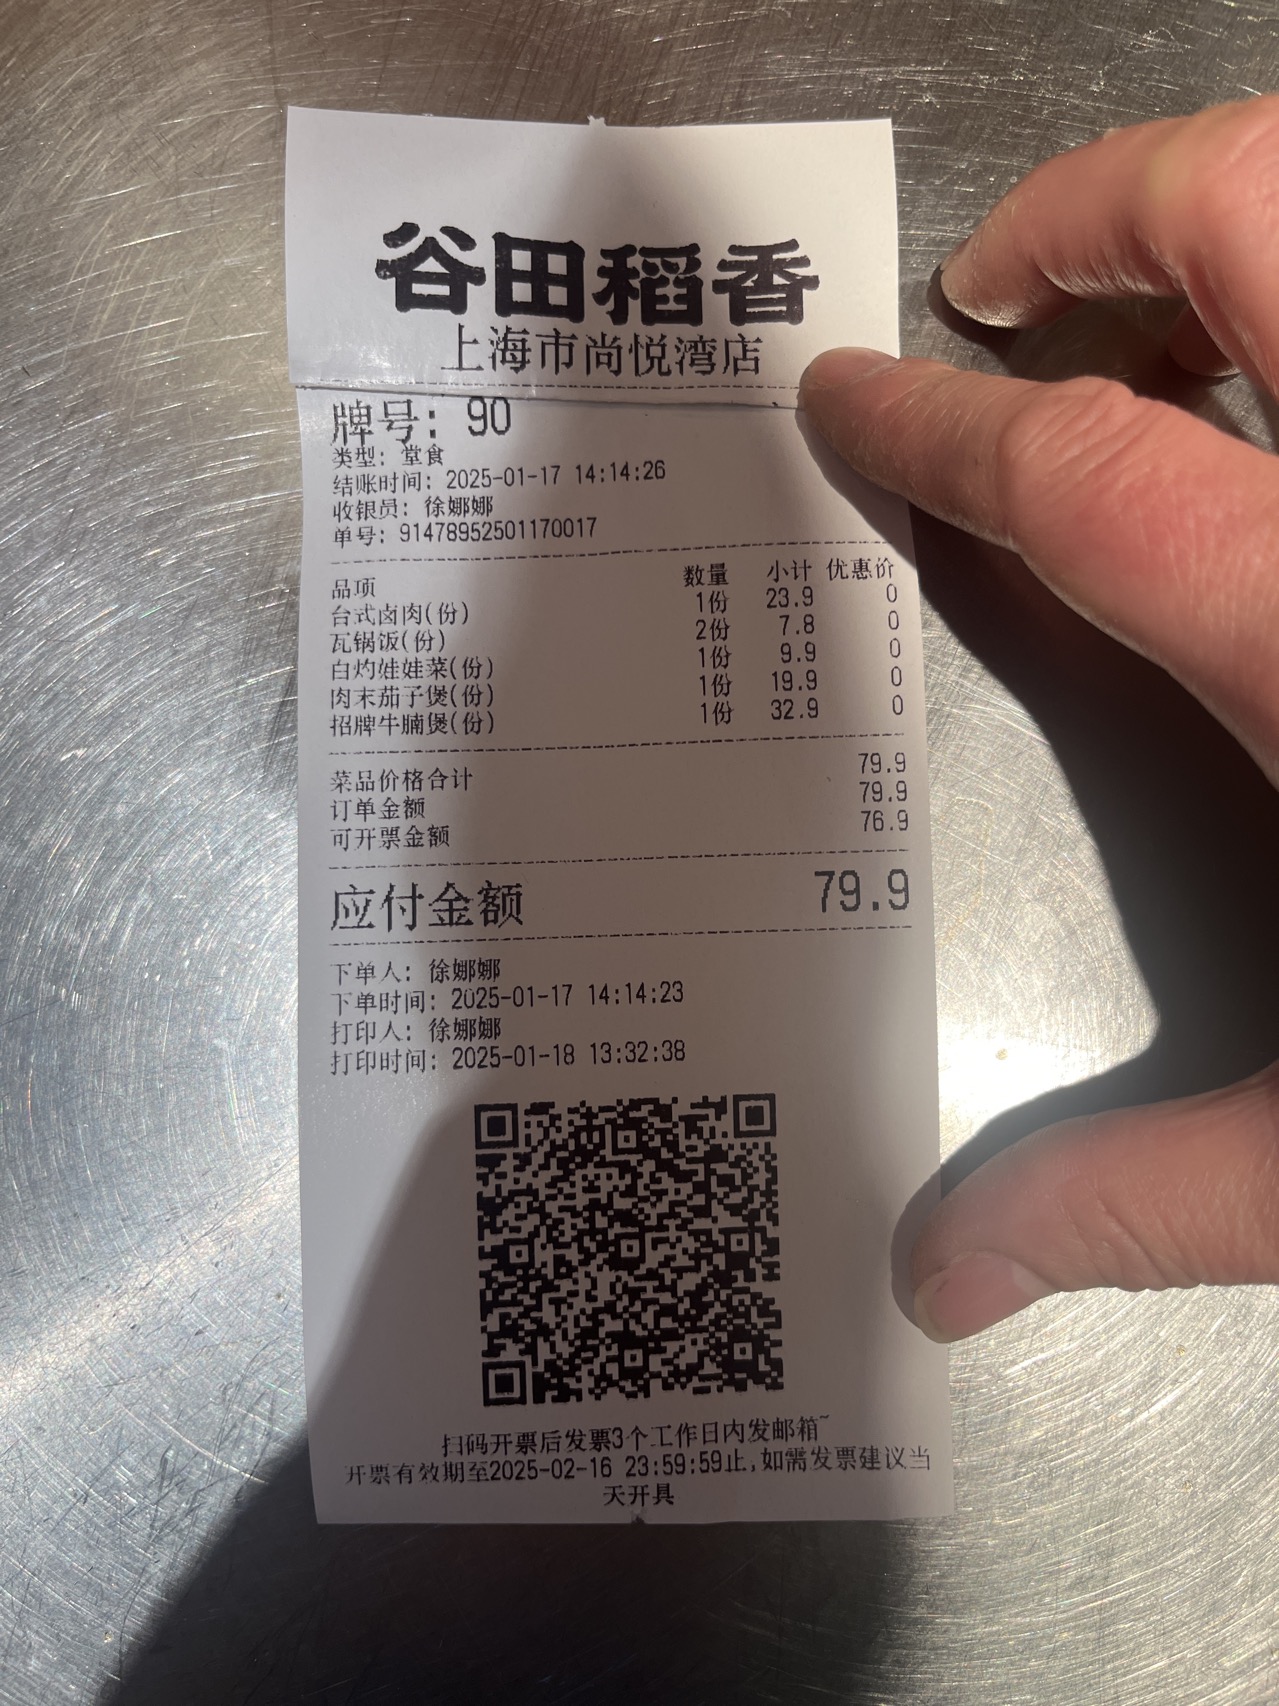 谷田稻香
上海市尚悦湾店
牌号: 90
类型: 堂食
结账时间: 2025-01-17 14:14:26
收银员: 徐娜娜
单号: 91478952501170017
品项 数量 小计 优惠价
台式卤肉(份) 1份 23.9 0
瓦锅饭(份) 2份 7.8 0
白灼娃娃菜(份) 1份 9.9 0
肉末茄子煲(份) 1份 19.9 0
招牌牛腩煲(份) 1份 32.9 0
菜品价格合计 79.9
订单金额 79.9
可开票金额 76.9
应付金额 79.9
下单人: 徐娜娜
下单时间: 2025-01-17 14:14:23
打印人: 徐娜娜
打印时间: 2025-01-18 13:32:38
扫码开票后发票3个工作日内发邮箱~
开票有效期至2025-02-16 23:59:59止,如需发票建议当
天开具